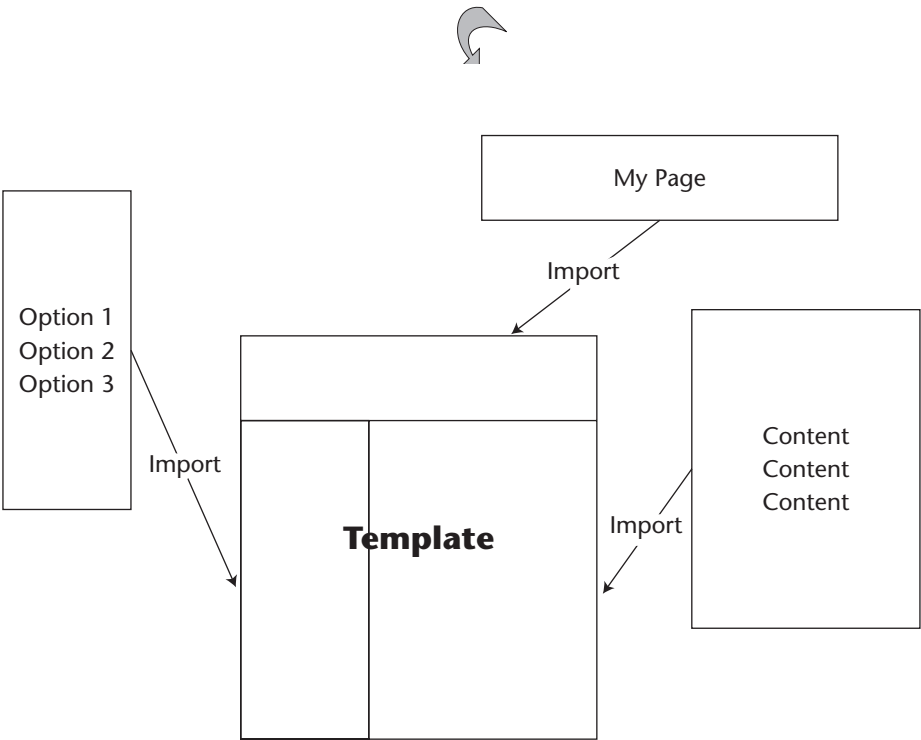 My Page
Import
Option 1
Option 2
Option 3
Import
Template
Content
Content
Content
Import